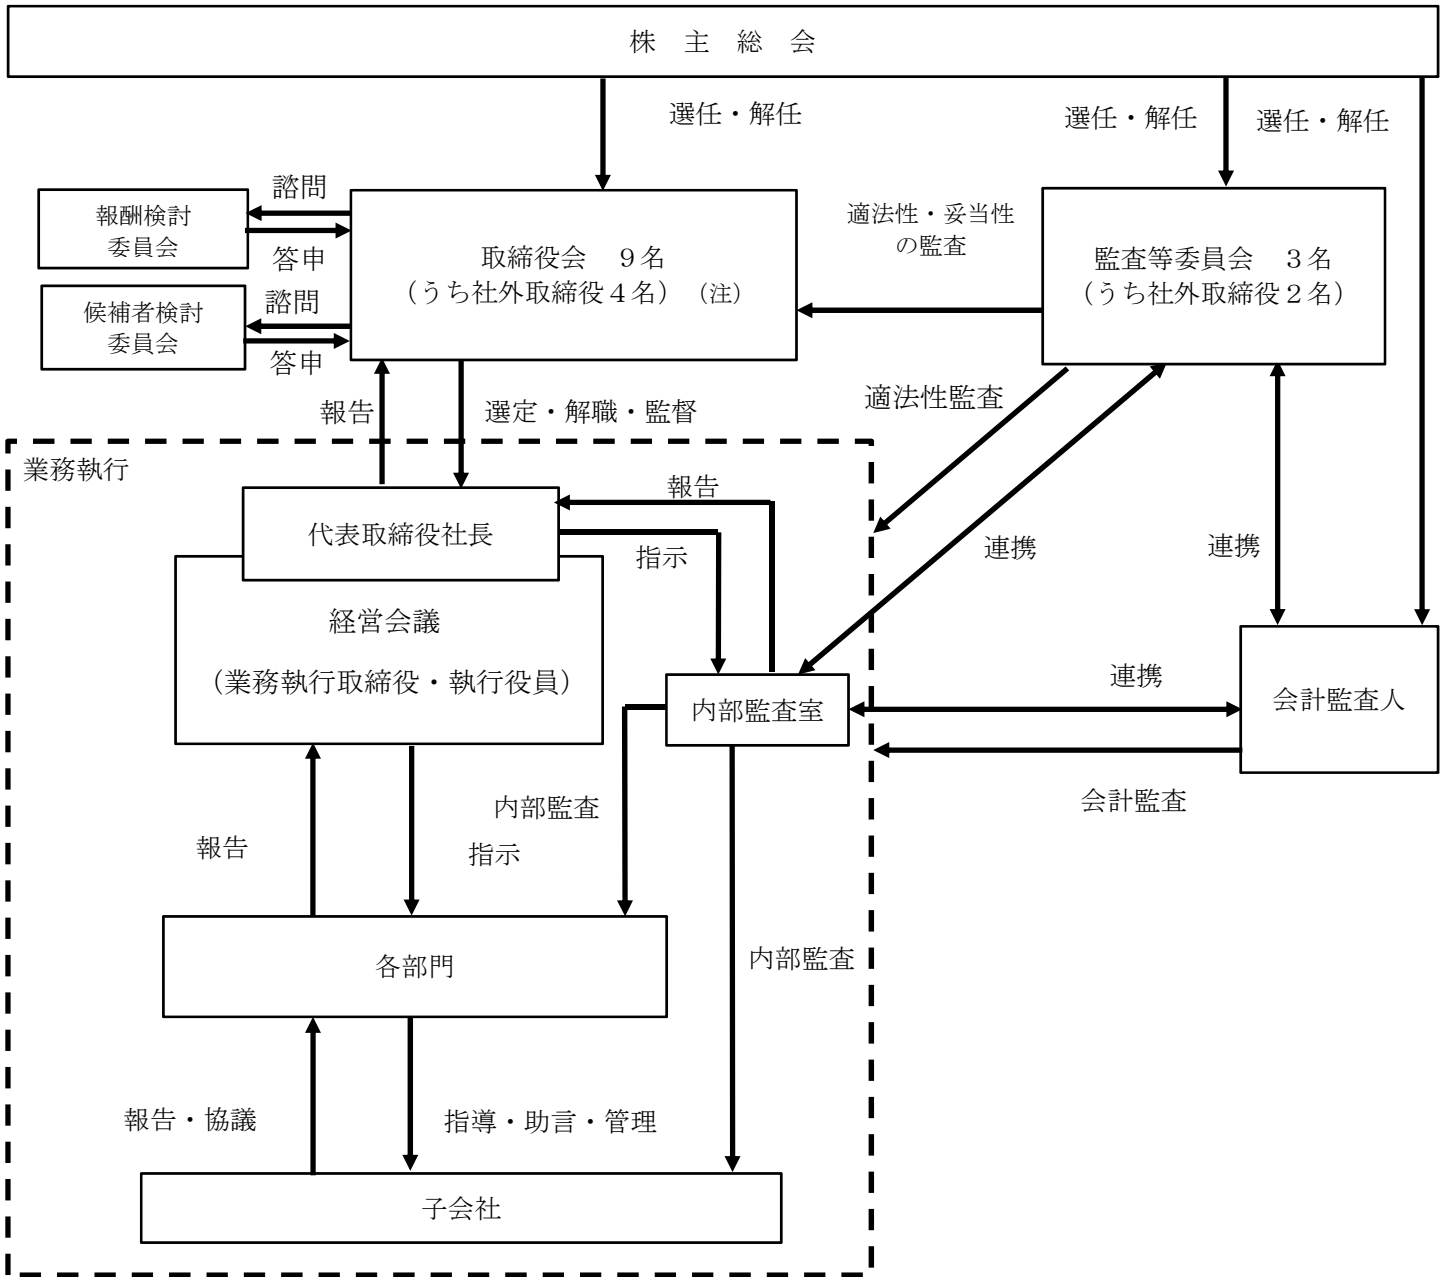 株　主　総　会
選任・解任
選任・解任
選任・解任
報酬検討
委員会
諮問
答申
候補者検討
委員会
諮問
答申
取締役会　９名
（うち社外取締役４名）（注）
適法性・妥当性
の監査
監査等委員会　３名
（うち社外取締役２名）
報告
選定・解職・監督
適法性監査
業務執行
代表取締役社長
報告
指示
連携
連携
経営会議
（業務執行取締役・執行役員）
内部監査室
連携
会計監査人
会計監査
報告
指示
内部監査
各部門
内部監査
報告・協議
指導・助言・管理
子会社